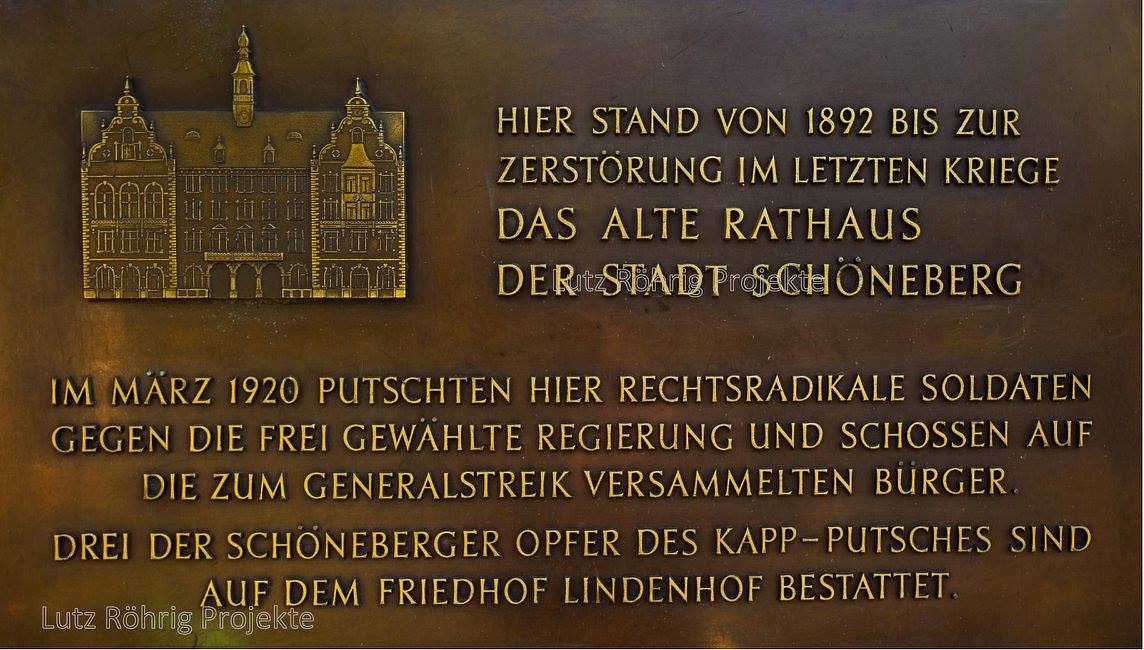 HIER STAND VON 1892 BIS ZUR
ZERSTÖRUNG IM LETZTEN KRIEGE
DAS ALTE RATHAUS
DER STADT SCHÖNEBERG
Lutz Röhrig Projekte
IM MÄRZ 1920 PUTSCHTEN HIER RECHTSRADIKALE SOLDATEN
GEGEN DIE FREI GEWÄHLTE REGIERUNG UND SCHOSSEN AUF
DIE ZUM GENERALSTREIK VERSAMMELTEN BÜRGER.
DREI DER SCHÖNEBERGER OPFER DES KAPP-PUTSCHES SIND
AUF DEM FRIEDHOF LINDENHOF BESTATTET.
Lutz Röhrig Projekte